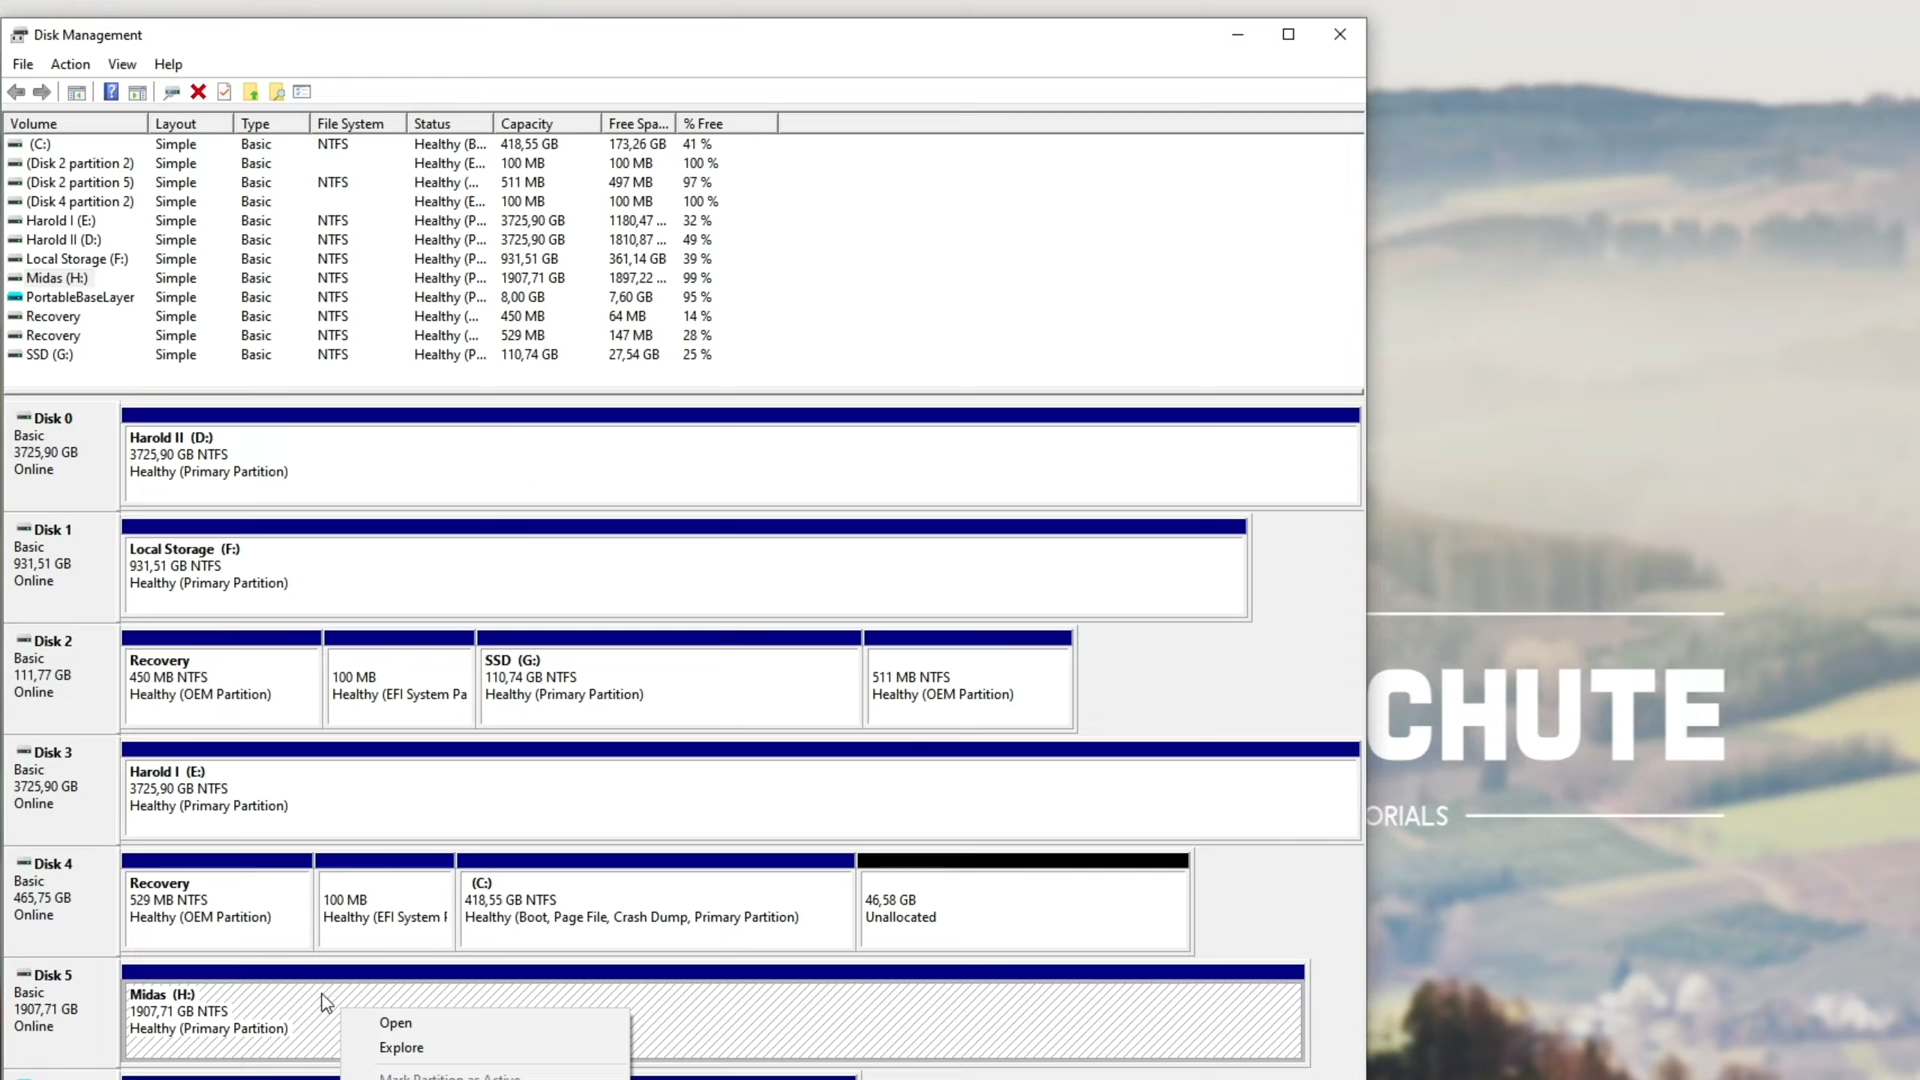 Disk Management
File Action View Help
Volume Layout Type File System Status Capacity Free Spa... % Free
(C:) Simple Basic NTFS Healthy (B... 418,55 GB 173,26 GB 41 %
(Disk 2 partition 2) Simple Basic Healthy (E... 100 MB 100 MB 100 %
(Disk 2 partition 5) Simple Basic NTFS Healthy (... 511 MB 497 MB 97 %
(Disk 4 partition 2) Simple Basic Healthy (E... 100 MB 100 MB 100 %
Harold I (E:) Simple Basic NTFS Healthy (P... 3725,90 GB 1180,47 ... 32 %
Harold II (D:) Simple Basic NTFS Healthy (P... 3725,90 GB 1810,87 ... 49 %
Local Storage (F:) Simple Basic NTFS Healthy (P... 931,51 GB 361,14 GB 39 %
Midas (H:) Simple Basic NTFS Healthy (P... 1907,71 GB 1897,22 ... 99 %
PortableBaseLayer Simple Basic NTFS Healthy (P... 8,00 GB 7,60 GB 95 %
Recovery Simple Basic NTFS Healthy (... 450 MB 64 MB 14 %
Recovery Simple Basic NTFS Healthy (... 529 MB 147 MB 28 %
SSD (G:) Simple Basic NTFS Healthy (P... 110,74 GB 27,54 GB 25 %
Disk 0
Basic
3725,90 GB
Online
Harold II (D:)
3725,90 GB NTFS
Healthy (Primary Partition)
Disk 1
Basic
931,51 GB
Online
Local Storage (F:)
931,51 GB NTFS
Healthy (Primary Partition)
Disk 2
Basic
111,77 GB
Online
Recovery
450 MB NTFS
Healthy (OEM Partition)
100 MB
Healthy (EFI System Pa
SSD (G:)
110,74 GB NTFS
Healthy (Primary Partition)
511 MB NTFS
Healthy (OEM Partition)
Disk 3
Basic
3725,90 GB
Online
Harold I (E:)
3725,90 GB NTFS
Healthy (Primary Partition)
Disk 4
Basic
465,75 GB
Online
Recovery
529 MB NTFS
Healthy (OEM Partition)
100 MB
Healthy (EFI System
(C:)
418,55 GB NTFS
Healthy (Boot, Page File, Crash Dump, Primary Partition)
46,58 GB
Unallocated
Disk 5
Basic
1907,71 GB
Online
Midas (H:)
1907,71 GB NTFS
Healthy (Primary Partition)
Open
Explore
Mark Partition as Active
CHUTE
ORIALS